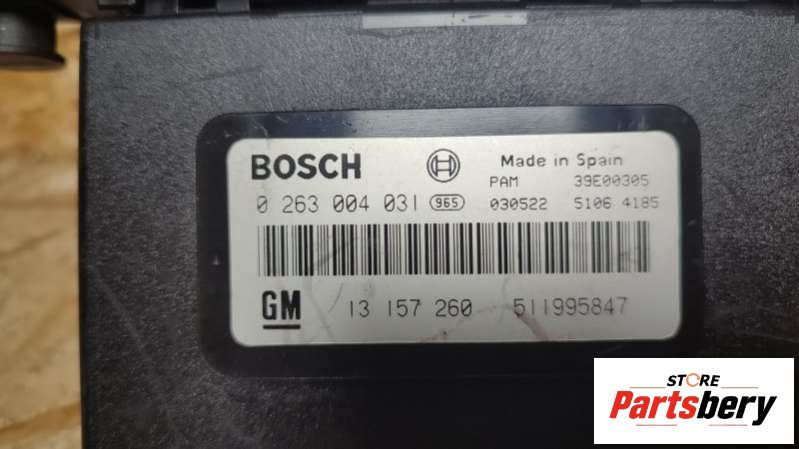 BOSCH Made in Spain
PAM 39E00305
0 263 004 031 965 030522 5106 4185
GM 13 157 260 511995847
STORE
Partsbery